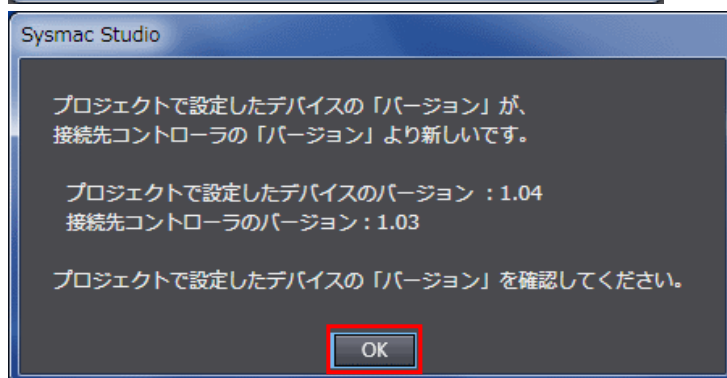 Sysmac Studio
プロジェクトで設定したデバイスの「バージョン」が、
接続先コントローラの「バージョン」より新しいです。
プロジェクトで設定したデバイスのバージョン : 1.04
接続先コントローラのバージョン : 1.03
プロジェクトで設定したデバイスの「バージョン」を確認してください。
OK